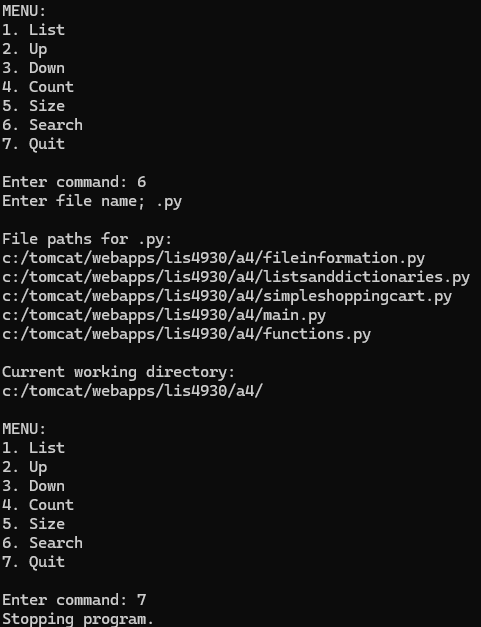 MENU:
1. List
2. Up
3. Down
4. Count
5. Size
6. Search
7. Quit
Enter command: 6
Enter file name; .py
File paths for .py:
c:/tomcat/webapps/lis4930/a4/fileinformation.py
c:/tomcat/webapps/lis4930/a4/listsanddictionaries.py
c:/tomcat/webapps/lis4930/a4/simpleshoppingcart.py
c:/tomcat/webapps/lis4930/a4/main.py
c:/tomcat/webapps/lis4930/a4/functions.py
Current working directory:
c:/tomcat/webapps/lis4930/a4/
MENU:
1. List
2. Up
3. Down
4. Count
5. Size
6. Search
7. Quit
Enter command: 7
Stopping program.